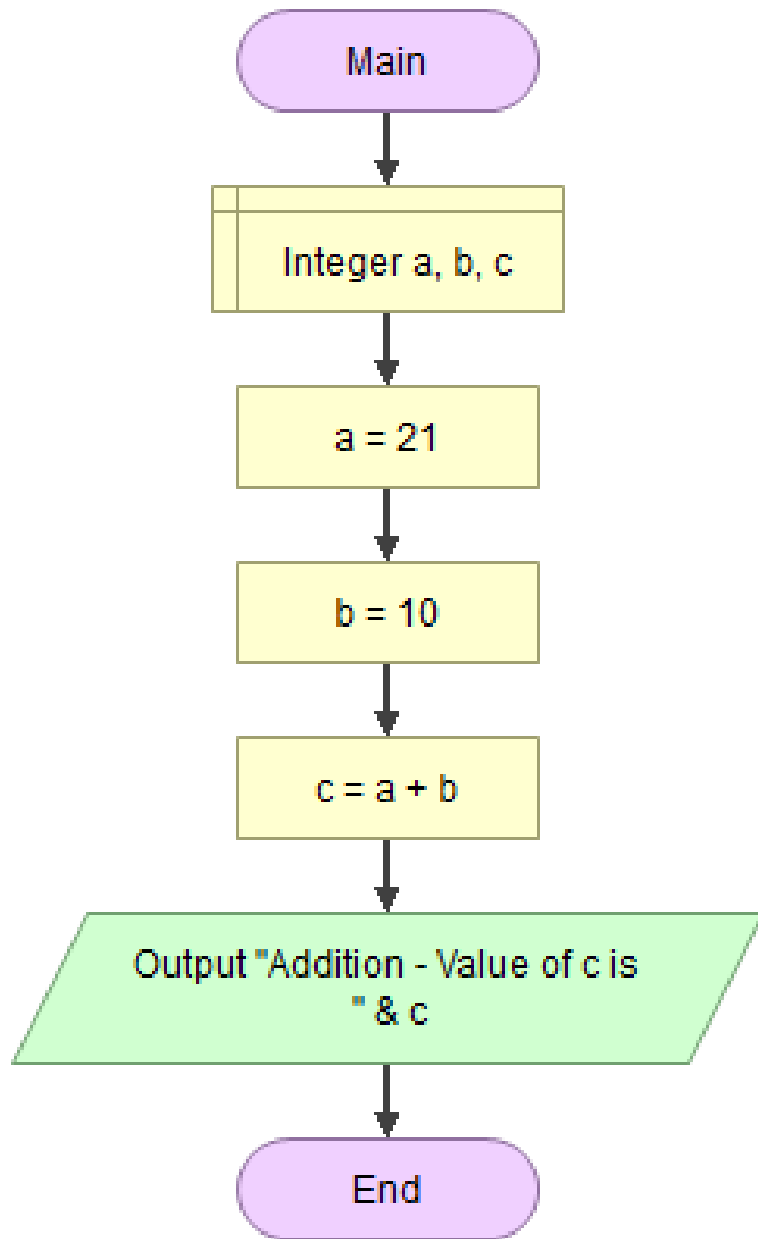 Main
Integer a, b, c
a = 21
b = 10
c = a + b
Output "Addition - Value of c is
" & c
End